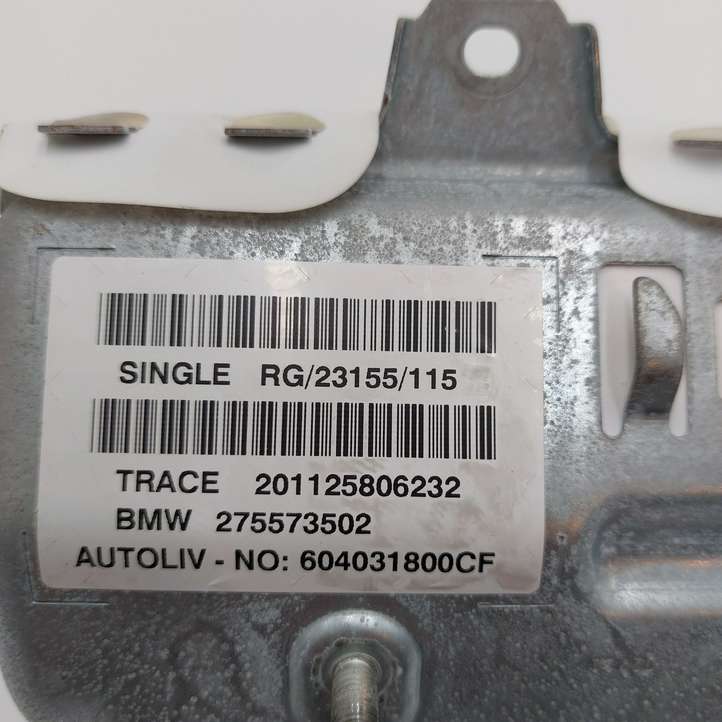 SINGLE RG/23155/115
TRACE 201125806232
BMW 275573502
AUTOLIV - NO: 604031800CF